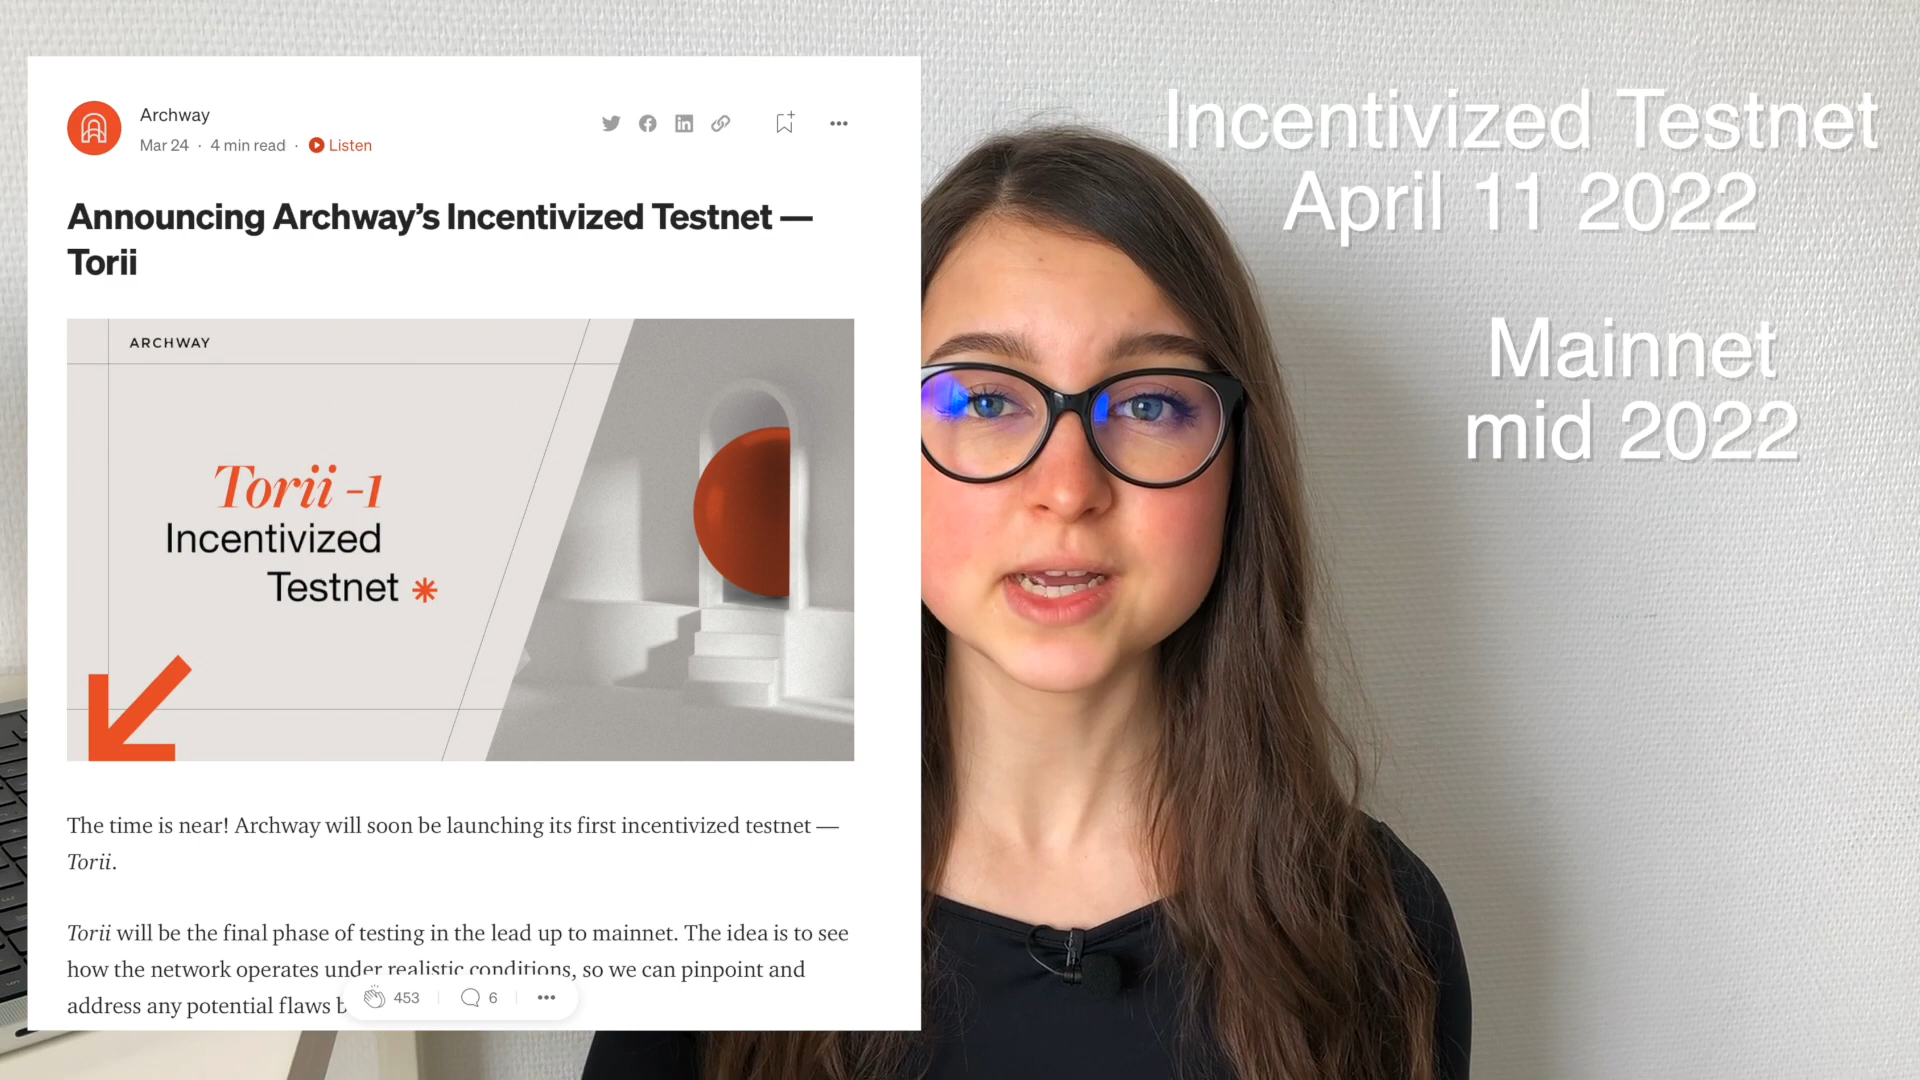 Archway
Mar 24 · 4 min read · Listen
Announcing Archway’s Incentivized Testnet —
Torii
ARCHWAY
Torii -1
Incentivized
Testnet
The time is near! Archway will soon be launching its first incentivized testnet —
Torii.
Torii will be the final phase of testing in the lead up to mainnet. The idea is to see
how the network operates under realistic conditions, so we can pinpoint and
address any potential flaws
453
6
Incentivized Testnet
April 11 2022
Mainnet
mid 2022